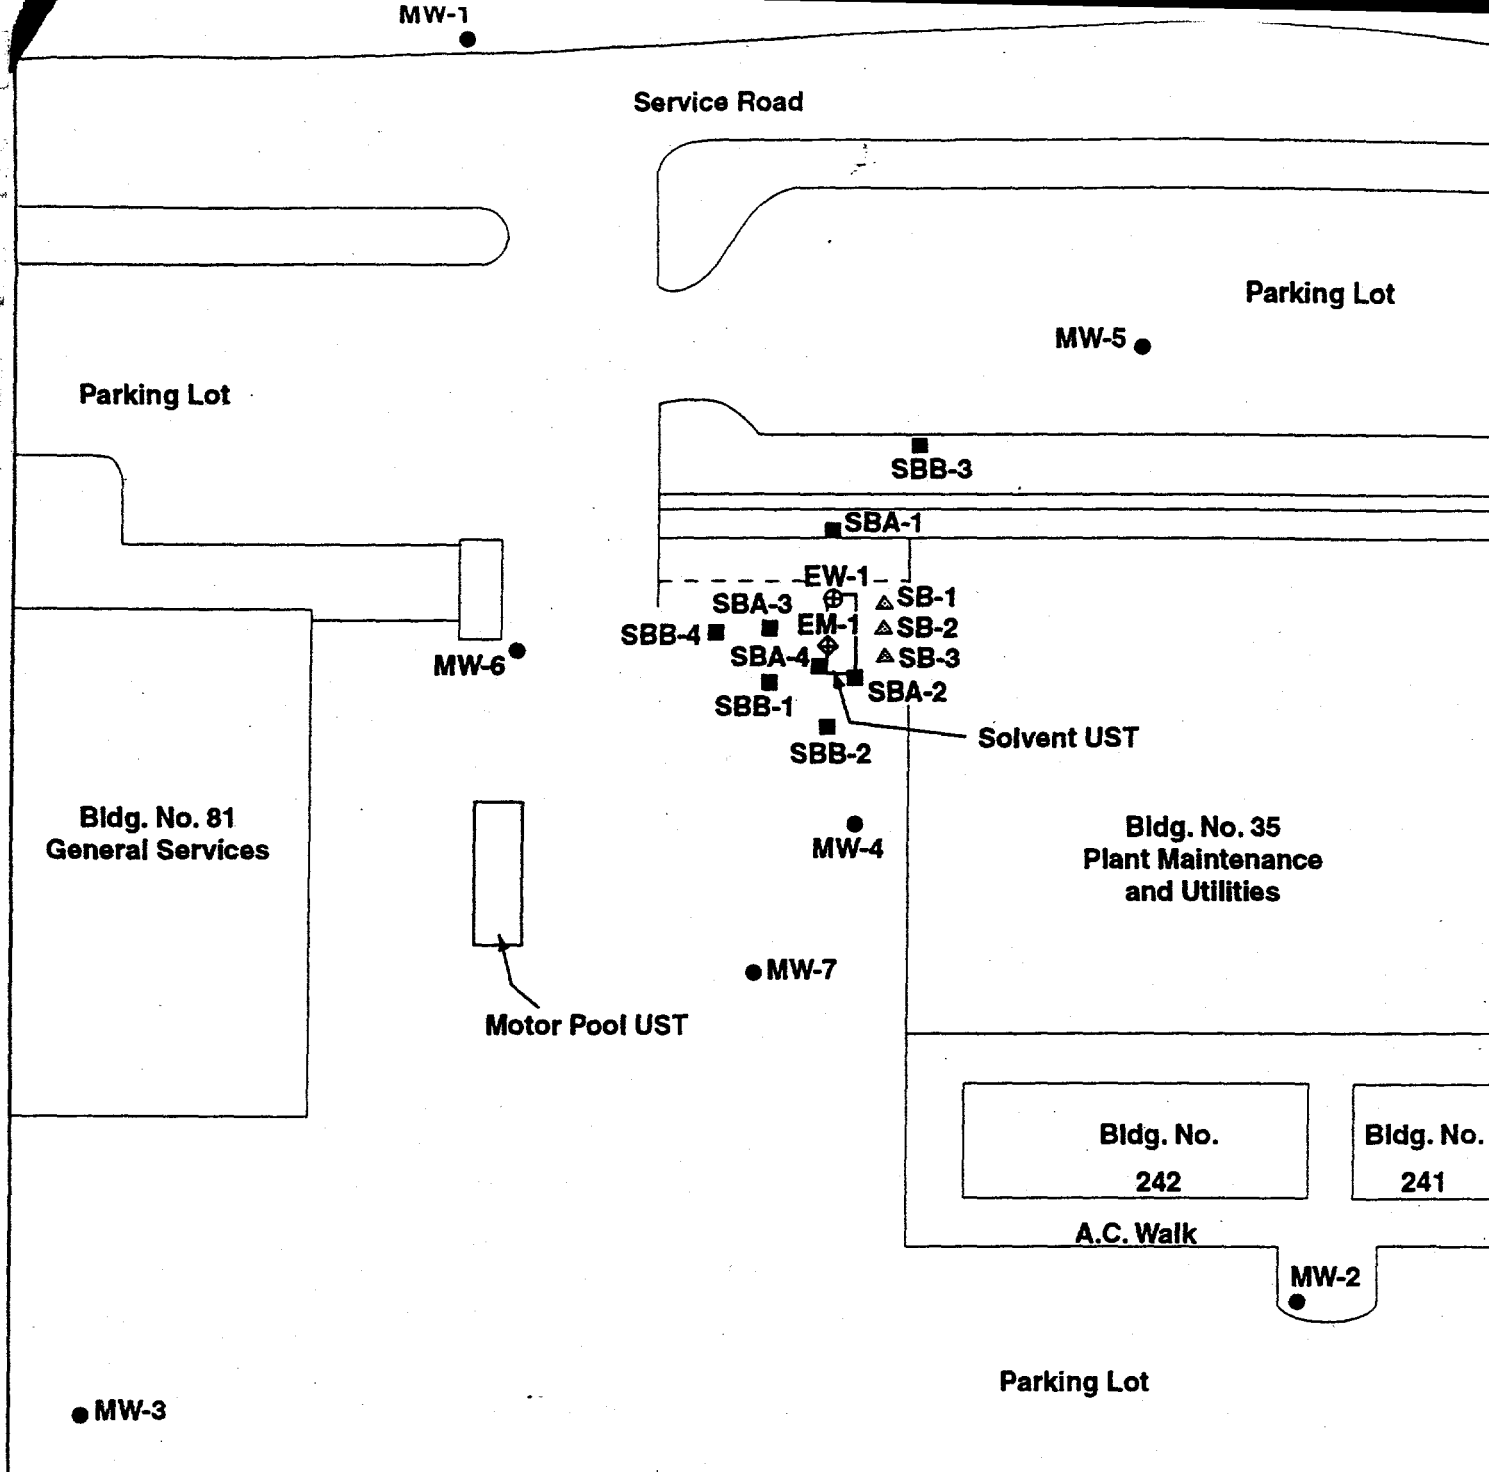 MW-1
Service Road
Parking Lot
MW-5
Parking Lot
SBB-3
SBA-1
EW-1
SB-1
SBA-3
EM-1
SB-2
SBB-4
SBA-4
SB-3
MW-6
SBA-2
SBB-1
Solvent UST
SBB-2
Bldg. No. 81
General Services
Bldg. No. 35
Plant Maintenance
and Utilities
MW-4
MW-7
Motor Pool UST
Bldg. No.
242
Bldg. No.
241
A.C. Walk
MW-2
Parking Lot
MW-3